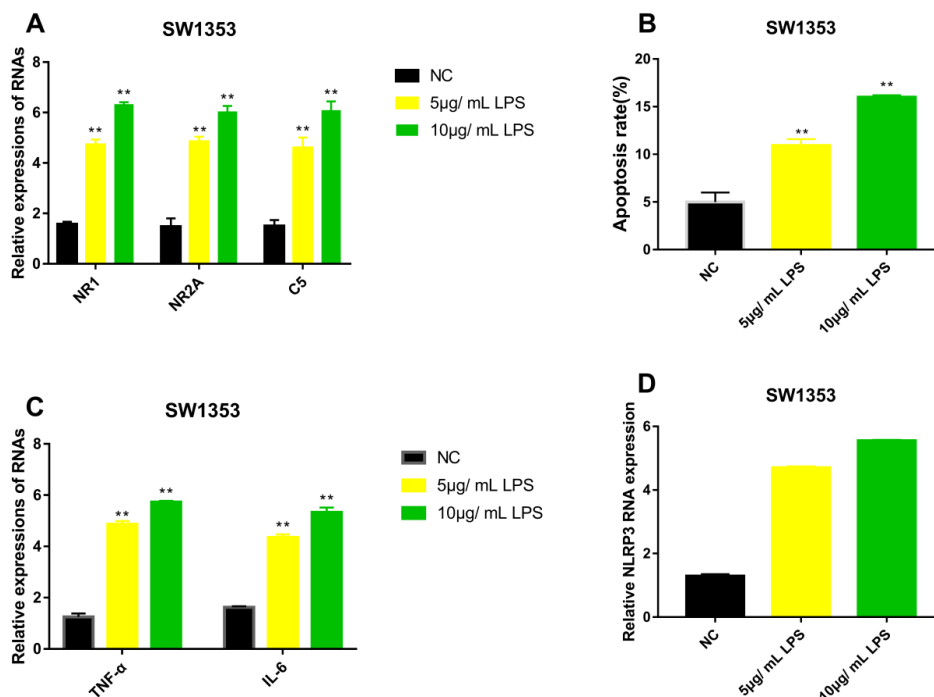 A
SW1353
Relative expressions of RNAs
8
6
4
2
0
** ** ** ** ** **
NR1
NR2A
C5
NC
5μg/ mL LPS
10μg/ mL LPS
B
SW1353
Apoptosis rate(%)
20
15
10
5
0
** **
NC
5μg/ mL LPS
10μg/ mL LPS
C
SW1353
Relative expressions of RNAs
8
6
4
2
0
** ** ** **
TNF-α
IL-6
NC
5μg/ mL LPS
10μg/ mL LPS
D
SW1353
Relative NLRP3 RNA expression
6
4
2
0
NC
5μg/ mL LPS
10μg/ mL LPS